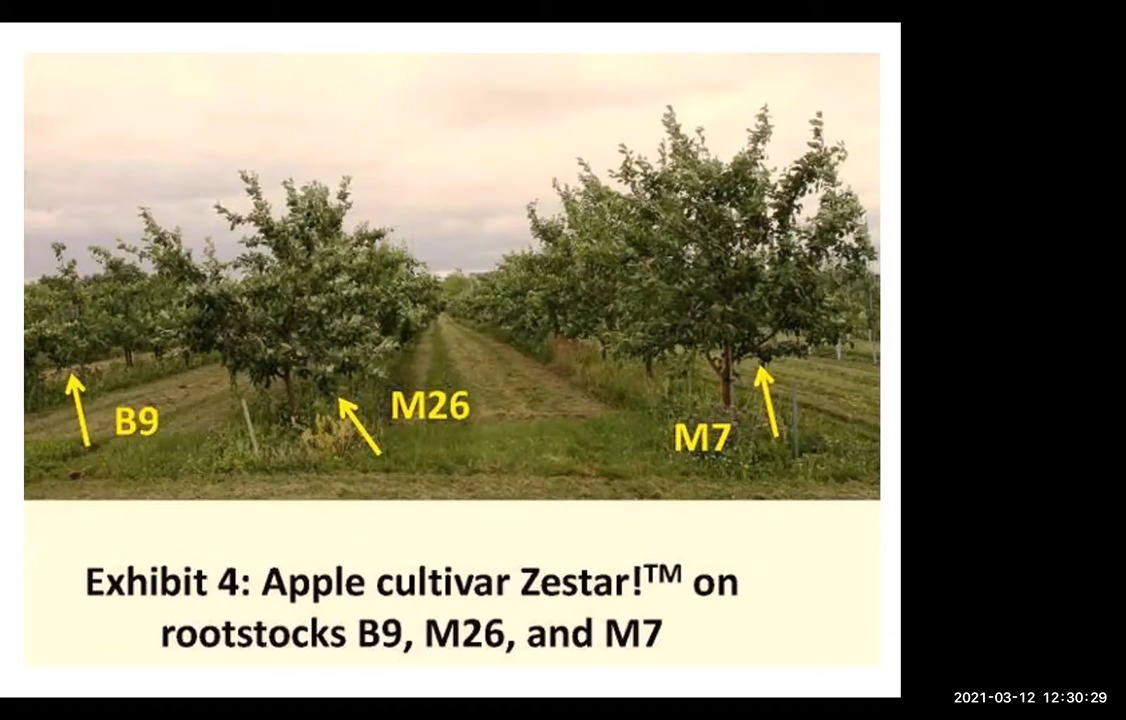 B9
M26
M7
Exhibit 4: Apple cultivar Zestar!™ on
rootstocks B9, M26, and M7
2021-03-12 12:30:29